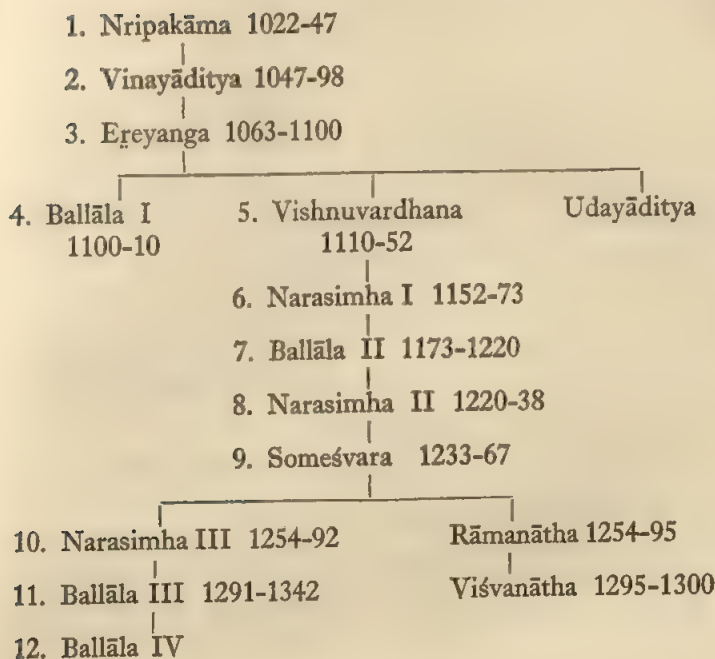 1. Nripakāma 1022-47
2. Vinayāditya 1047-98
3. Eṟeyanga 1063-1100
4. Ballāla I 5. Vishnuvardhana Udayāditya
1100-10 1110-52
6. Narasimha I 1152-73
7. Ballāla II 1173-1220
8. Narasimha II 1220-38
9. Someśvara 1233-67
10. Narasimha III 1254-92 Rāmanātha 1254-95
11. Ballāla III 1291-1342 Viśvanātha 1295-1300
12. Ballāla IV